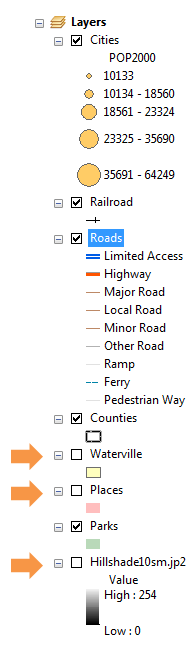 Layers
Cities
POP2000
10133
10134 - 18560
18561 - 23324
23325 - 35690
35691 - 64249
Railroad
Roads
Limited Access
Highway
Major Road
Local Road
Minor Road
Other Road
Ramp
Ferry
Pedestrian Way
Counties
Waterville
Places
Parks
Hillshade10sm.jp2
Value
High : 254
Low : 0